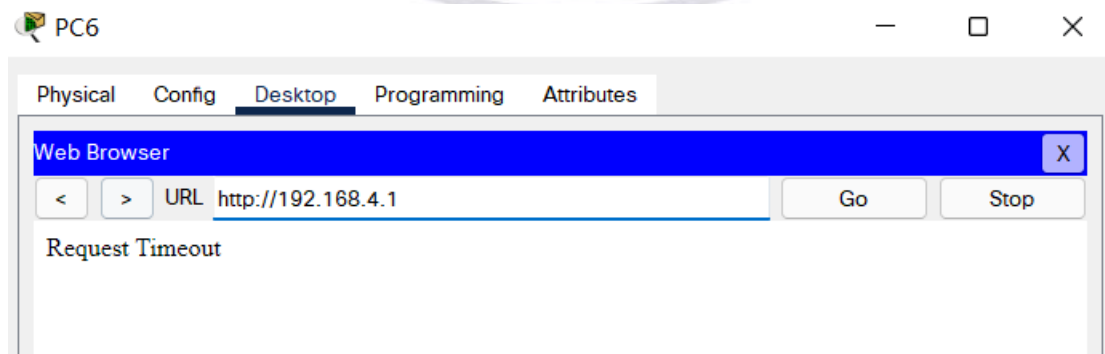 PC6
Physical Config Desktop Programming Attributes
Web Browser X
< > URL http://192.168.4.1 Go Stop
Request Timeout